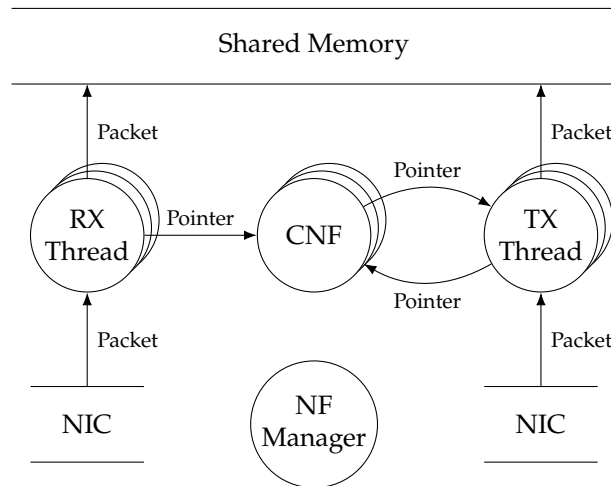 Shared Memory
Packet
Packet
Pointer
RX
Thread
Pointer
CNF
TX
Thread
Pointer
Packet
Packet
NIC
NF
Manager
NIC